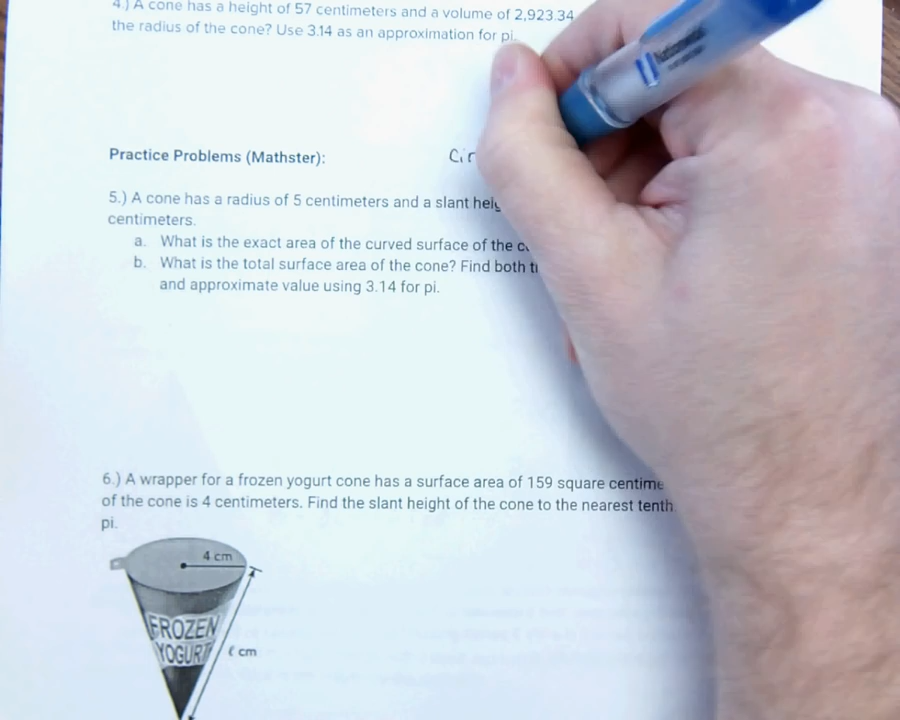 4.) A cone has a height of 57 centimeters and a volume of 2,923.34
the radius of the cone? Use 3.14 as an approximation for pi.
Practice Problems (Mathster):
Cir
5.) A cone has a radius of 5 centimeters and a slant heig
centimeters.
a. What is the exact area of the curved surface of the
b. What is the total surface area of the cone? Find both
and approximate value using 3.14 for pi.
6.) A wrapper for a frozen yogurt cone has a surface area of 159 square centime
of the cone is 4 centimeters. Find the slant height of the cone to the nearest tenth
pi.
4 cm
FROZEN
YOGURT
ℓ cm